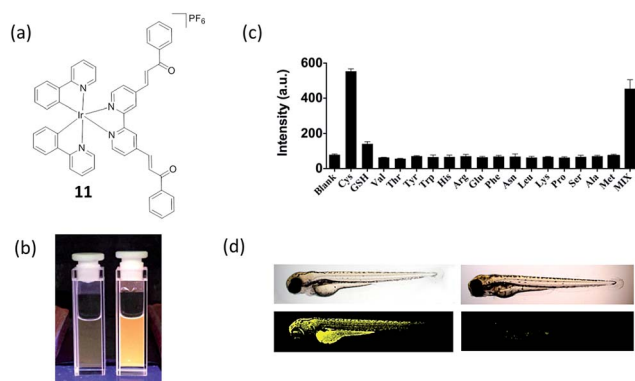 (a)
PF6
O
N
Ir
N
N
N
O
11
(b)
(c)
Intensity (a.u.)
600
400
200
0
Blank
Cys
GSH
Val
Thr
Tyr
Trp
His
Arg
Glu
Phe
Asn
Leu
Lys
Pro
Ser
Ala
Met
MIX
(d)